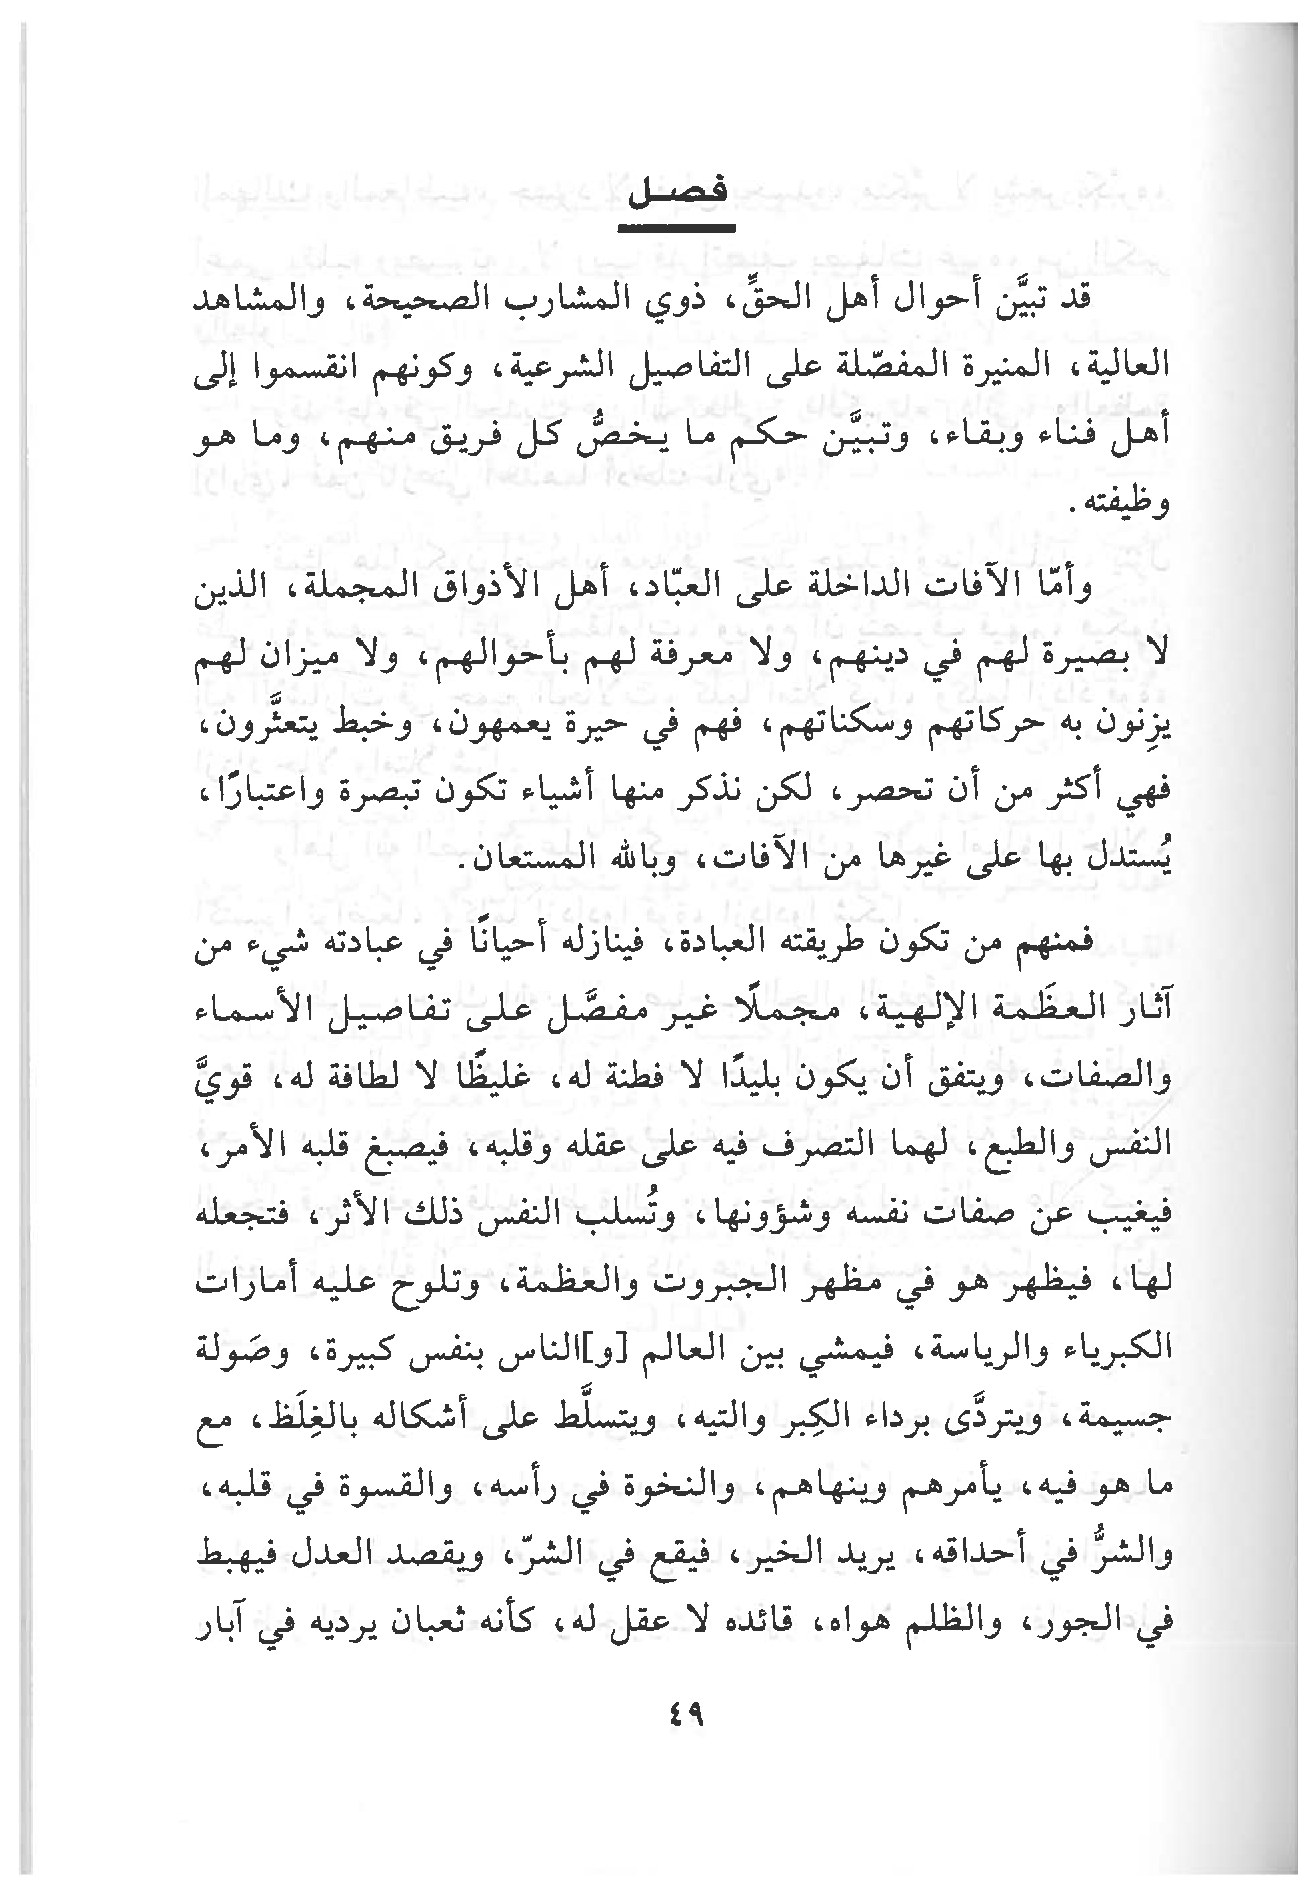 فصل
قد تبيَّن أحوال أهل الحقِّ، ذوي المشارب الصحيحة، والمشاهد
العالية، المنيرة المفصّلة على التفاصيل الشرعية، وكونهم انقسموا إلى
أهل فناء وبقاء، وتبيَّن حكم ما يخصُّ كل فريق منهم، وما هو
وظيفته.
وأمّا الآفات الداخلة على العبّاد، أهل الأذواق المجملة، الذين
لا بصيرة لهم في دينهم، ولا معرفة لهم بأحوالهم، ولا ميزان لهم
يزِنون به حركاتهم وسكناتهم، فهم في حيرة يعمهون، وخبط يتعثَّرون،
فهي أكثر من أن تحصر، لكن نذكر منها أشياء تكون تبصرة واعتبارًا،
يُستدل بها على غيرها من الآفات، وبالله المستعان.
فمنهم من تكون طريقته العبادة، فينازله أحيانًا في عبادته شيء من
آثار العظَمة الإلهية، مجملًا غير مفصَّل على تفاصيل الأسماء
والصفات، ويتفق أن يكون بليدًا لا فطنة له، غليظًا لا لطافة له، قويَّ
النفس والطبع، لهما التصرف فيه على عقله وقلبه، فيصبغ قلبه الأمر،
فيغيب عن صفات نفسه وشؤونها، وتُسلب النفس ذلك الأثر، فتجعله
لها، فيظهر هو في مظهر الجبروت والعظمة، وتلوح عليه أمارات
الكبرياء والرياسة، فيمشي بين العالم [و]الناس بنفس كبيرة، وصَولة
جسيمة، ويتردَّى برداء الكِبر والتيه، ويتسلَّط على أشكاله بالغِلَظ، مع
ما هو فيه، يأمرهم وينهاهم، والنخوة في رأسه، والقسوة في قلبه،
والشرُّ في أحداقه، يريد الخير، فيقع في الشرّ، ويقصد العدل فيهبط
في الجور، والظلم هواه، قائده لا عقل له، كأنه ثعبان يرديه في آبار
٤٩